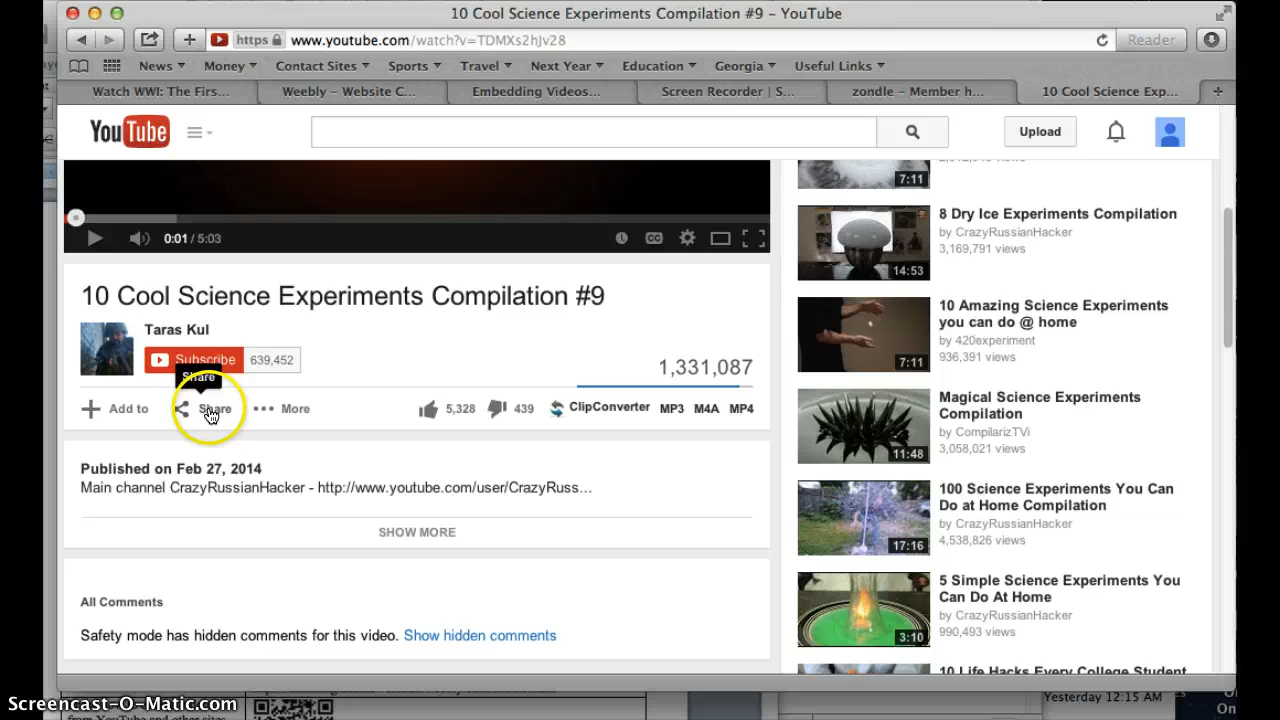 10 Cool Science Experiments Compilation #9 – YouTube
https www.youtube.com/watch?v=TDMXs2hJv28
Reader
News Money Contact Sites Sports Travel Next Year Education Georgia Useful Links
Watch WWI: The Firs...
Weebly – Website C...
Embedding Videos...
Screen Recorder | S...
zondle – Member h...
10 Cool Science Exp...
YouTube
Upload
7:11
0:01 / 5:03
CC
10 Cool Science Experiments Compilation #9
Taras Kul
Subscribe 639,452
Share
1,331,087
Add to Share More
5,328 439 ClipConverter MP3 M4A MP4
Published on Feb 27, 2014
Main channel CrazyRussianHacker - http://www.youtube.com/user/CrazyRuss...
SHOW MORE
All Comments
Safety mode has hidden comments for this video. Show hidden comments
8 Dry Ice Experiments Compilation
by CrazyRussianHacker
3,169,791 views
14:53
10 Amazing Science Experiments
you can do @ home
by 420experiment
936,391 views
7:11
Magical Science Experiments
Compilation
by CompilarizTVi
3,058,021 views
11:48
100 Science Experiments You Can
Do at Home Compilation
by CrazyRussianHacker
4,538,826 views
17:16
5 Simple Science Experiments You
Can Do At Home
by CrazyRussianHacker
990,493 views
3:10
10 Life Hacks Every College Student
Yesterday 12:15 AM
On
Screencast-O-Matic.com
from YouTube and other sites